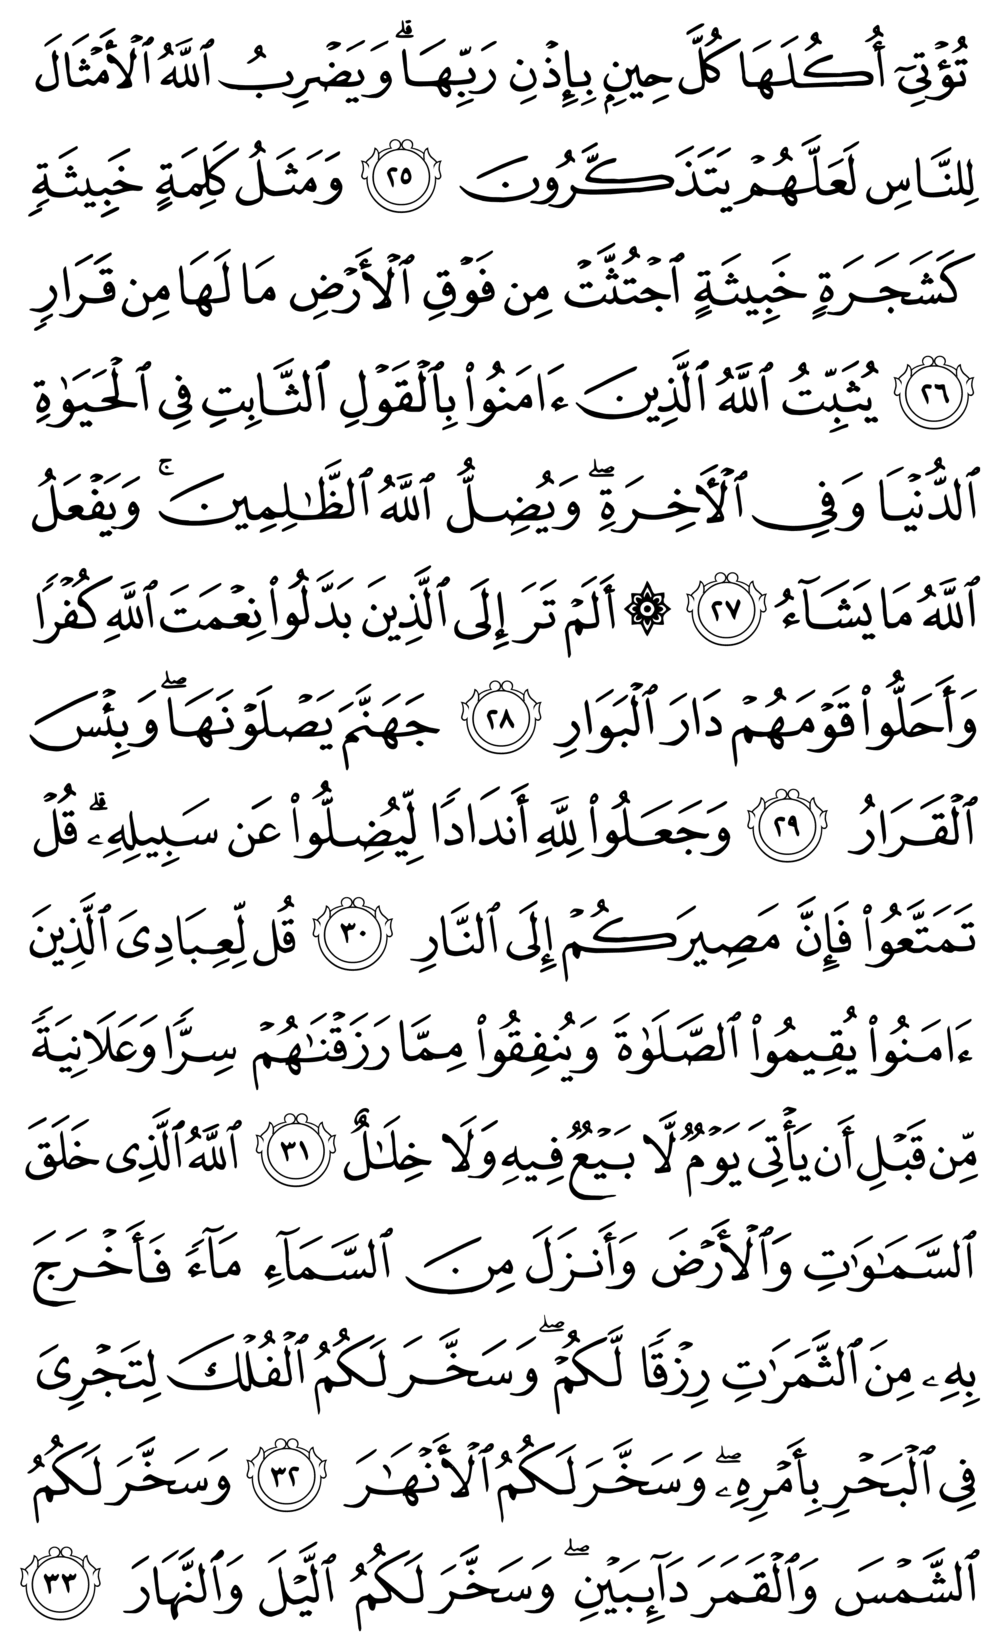 تُؤْتِىٓ أُكُلَهَا كُلَّ حِينٍۭ بِإِذْنِ رَبِّهَا ۗ وَيَضْرِبُ ٱللَّهُ ٱلْأَمْثَالَ
لِلنَّاسِ لَعَلَّهُمْ يَتَذَكَّرُونَ ٢٥ وَمَثَلُ كَلِمَةٍ خَبِيثَةٍ
كَشَجَرَةٍ خَبِيثَةٍ ٱجْتُثَّتْ مِن فَوْقِ ٱلْأَرْضِ مَا لَهَا مِن قَرَارٍ
٢٦ يُثَبِّتُ ٱللَّهُ ٱلَّذِينَ ءَامَنُوا۟ بِٱلْقَوْلِ ٱلثَّابِتِ فِى ٱلْحَيَوٰةِ
ٱلدُّنْيَا وَفِى ٱلْأَخِرَةِ ۖ وَيُضِلُّ ٱللَّهُ ٱلظَّـٰلِمِينَ ۚ وَيَفْعَلُ
ٱللَّهُ مَا يَشَآءُ ٢٧ ۞ أَلَمْ تَرَ إِلَى ٱلَّذِينَ بَدَّلُوا۟ نِعْمَتَ ٱللَّهِ كُفْرًا
وَأَحَلُّوا۟ قَوْمَهُمْ دَارَ ٱلْبَوَارِ ٢٨ جَهَنَّمَ يَصْلَوْنَهَا ۖ وَبِئْسَ
ٱلْقَرَارُ ٢٩ وَجَعَلُوا۟ لِلَّهِ أَندَادًا لِّيُضِلُّوا۟ عَن سَبِيلِهِۦ ۗ قُلْ
تَمَتَّعُوا۟ فَإِنَّ مَصِيرَكُمْ إِلَى ٱلنَّارِ ٣٠ قُل لِّعِبَادِىَ ٱلَّذِينَ
ءَامَنُوا۟ يُقِيمُوا۟ ٱلصَّلَوٰةَ وَيُنفِقُوا۟ مِمَّا رَزَقْنَـٰهُمْ سِرًّا وَعَلَانِيَةً
مِّن قَبْلِ أَن يَأْتِىَ يَوْمٌ لَّا بَيْعٌ فِيهِ وَلَا خِلَـٰلٌ ٣١ ٱللَّهُ ٱلَّذِى خَلَقَ
ٱلسَّمَـٰوَٰتِ وَٱلْأَرْضَ وَأَنزَلَ مِنَ ٱلسَّمَآءِ مَآءً فَأَخْرَجَ
بِهِۦ مِنَ ٱلثَّمَرَٰتِ رِزْقًا لَّكُمْ ۖ وَسَخَّرَ لَكُمُ ٱلْفُلْكَ لِتَجْرِىَ
فِى ٱلْبَحْرِ بِأَمْرِهِۦ ۖ وَسَخَّرَ لَكُمُ ٱلْأَنْهَـٰرَ ٣٢ وَسَخَّرَ لَكُمُ
ٱلشَّمْسَ وَٱلْقَمَرَ دَآئِبَيْنِ ۖ وَسَخَّرَ لَكُمُ ٱلَّيْلَ وَٱلنَّهَارَ ٣٣